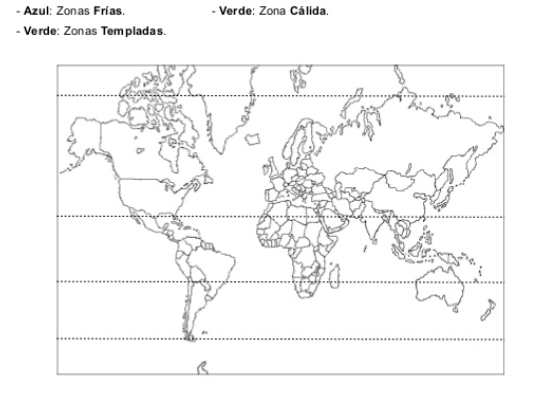 - Azul: Zonas Frías. - Verde: Zona Cálida.
- Verde: Zonas Templadas.